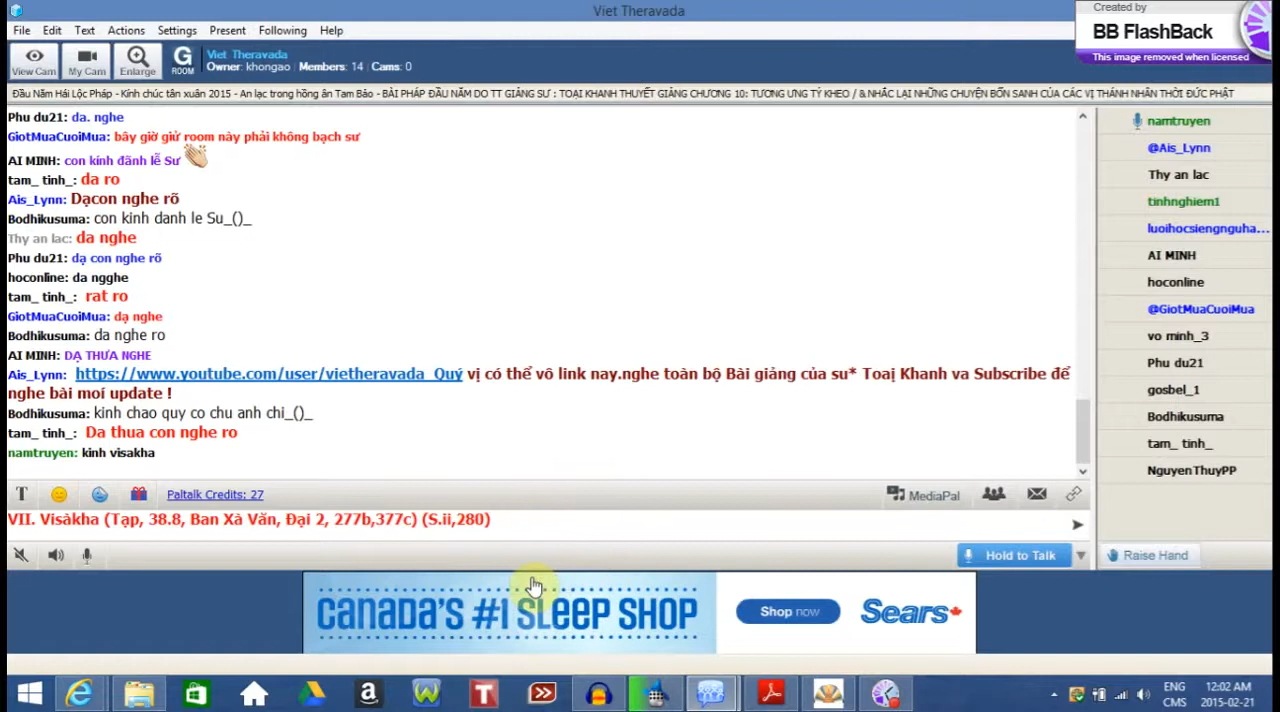 Viet Theravada
Created by
BB FlashBack
This image removed when licensed
File Edit Text Actions Settings Present Following Help
View Cam My Cam Enlarge G ROOM
Viet Theravada
Owner: khongao Members: 14 Cams: 0
Đầu Năm Hái Lộc Pháp - Kính chúc tân xuân 2015 - An lạc trong hồng ân Tam Bảo - BÀI PHÁP ĐẦU NĂM DO TT GIẢNG SƯ : TOẠI KHANH THUYẾT GIẢNG CHƯƠNG 10: TƯƠNG ƯNG TỲ KHEO / & NHẮC LẠI NHỮNG CHUYỆN BỔN SANH CỦA CÁC VỊ THÁNH NHÂN THỜI ĐỨC PHẬT
Phu du21: da. nghe
GiotMuaCuoiMua: bây giờ giử room này phải không bạch sư
AI MINH: con kính đãnh lễ Sư
tam_ tinh_: da ro
Ais_Lynn: Dạcon nghe rõ
Bodhikusuma: con kinh danh le Su_()_
Thy an lac: da nghe
Phu du21: dạ con nghe rõ
hoconline: da ngghe
tam_ tinh_: rat ro
GiotMuaCuoiMua: dạ nghe
Bodhikusuma: da nghe ro
AI MINH: DẠ THƯA NGHE
Ais_Lynn: https://www.youtube.com/user/vietheravada_Quý vị có thể vô link nay.nghe toàn bộ Bài giảng của su* Toaị Khanh va Subscribe để
nghe bài moí update !
Bodhikusuma: kinh chao quy co chu anh chi_()_
tam_ tinh_: Da thua con nghe ro
namtruyen: kinh visakha
namtruyen
@Ais_Lynn
Thy an lac
tinhnghiem1
luoihocsiengnguha...
AI MINH
hoconline
@GiotMuaCuoiMua
vo minh_3
Phu du21
gosbel_1
Bodhikusuma
tam_ tinh_
NguyenThuyPP
T Paltalk Credits: 27 MediaPal
VII. Visàkha (Tạp, 38.8, Ban Xà Văn, Đại 2, 277b,377c) (S.ii,280)
Hold to Talk Raise Hand
CANADA'S #1 SLEEP SHOP
Shop now
Sears
ENG
CMS
12:02 AM
2015-02-21